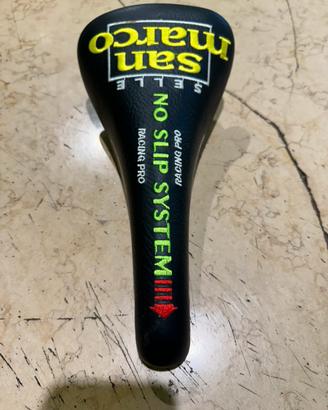 san
marco
SELLE
NO SLIP SYSTEM
RACING PRO
RACING PRO